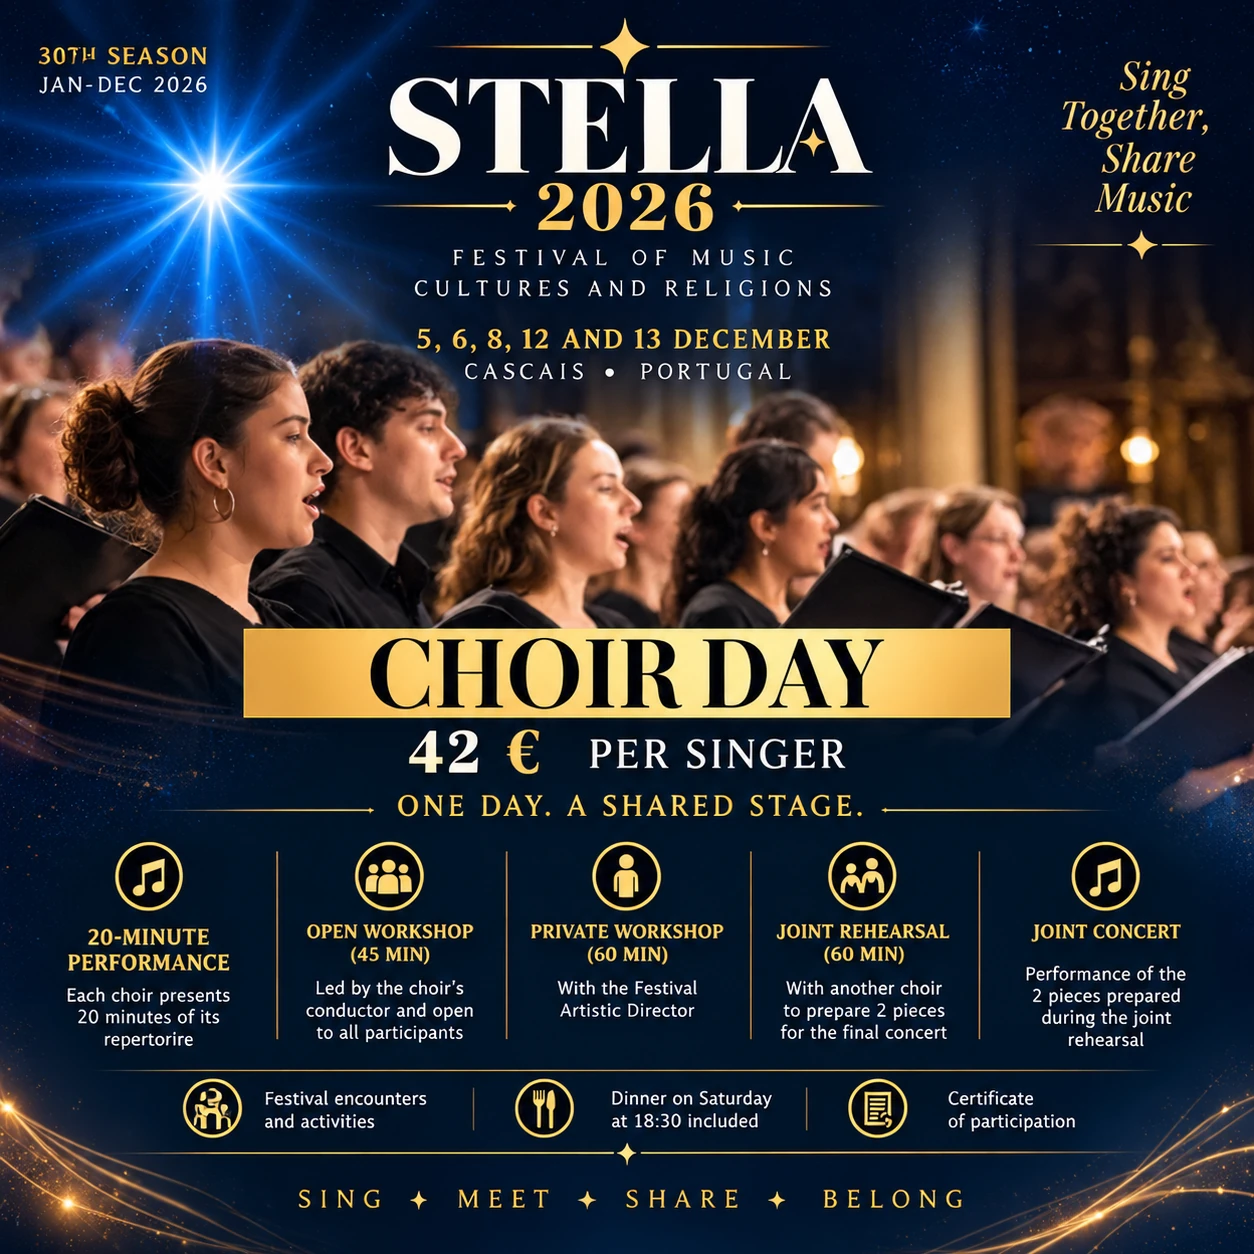 30TH SEASON
JAN-DEC 2026
STELLA
2026
FESTIVAL OF MUSIC
CULTURES AND RELIGIONS
5, 6, 8, 12 AND 13 DECEMBER
CASCAIS • PORTUGAL
Sing
Together,
Share
Music
CHOIR DAY
42 € PER SINGER
ONE DAY. A SHARED STAGE.
20-MINUTE
PERFORMANCE
Each choir presents
20 minutes of its
repertorire
OPEN WORKSHOP
(45 MIN)
Led by the choir's
conductor and open
to all participants
PRIVATE WORKSHOP
(60 MIN)
With the Festival
Artistic Director
JOINT REHEARSAL
(60 MIN)
With another choir
to prepare 2 pieces
for the final concert
JOINT CONCERT
Performance of the
2 pieces prepared
during the joint
rehearsal
Festival encounters
and activities
Dinner on Saturday
at 18:30 included
Certificate
of participation
SING ✦ MEET ✦ SHARE ✦ BELONG